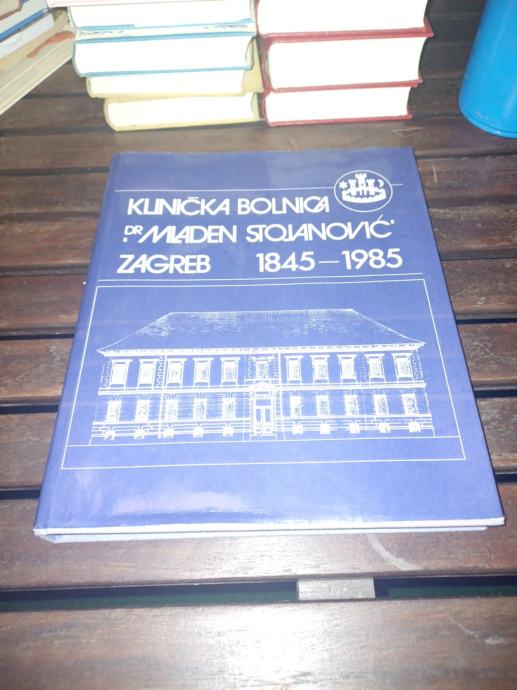 KLINIČKA BOLNICA
„DR MLADEN STOJANOVIĆ“
ZAGREB 1845–1985